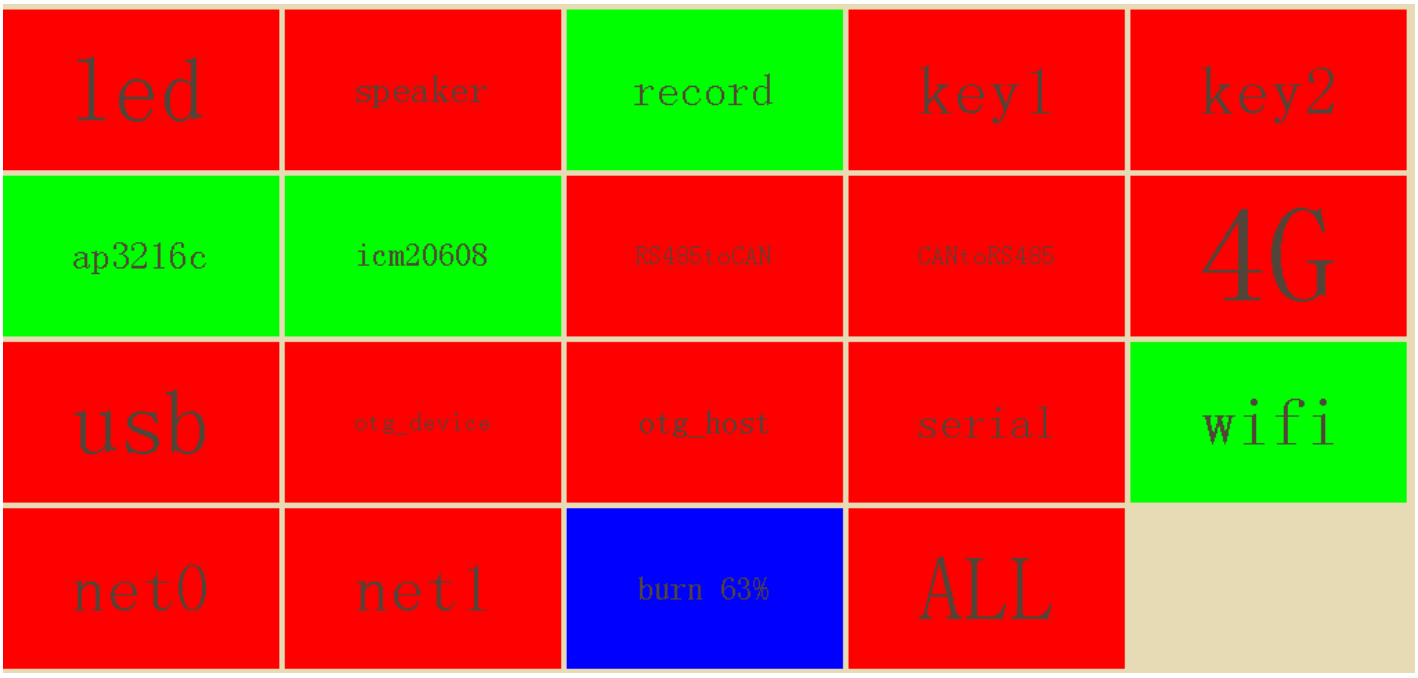 led
speaker
record
key1
key2
ap3216c
icm20608
RS485toCAN
CANtoRS485
4G
usb
otg_device
otg_host
serial
wifi
net0
net1
burn 63%
ALL